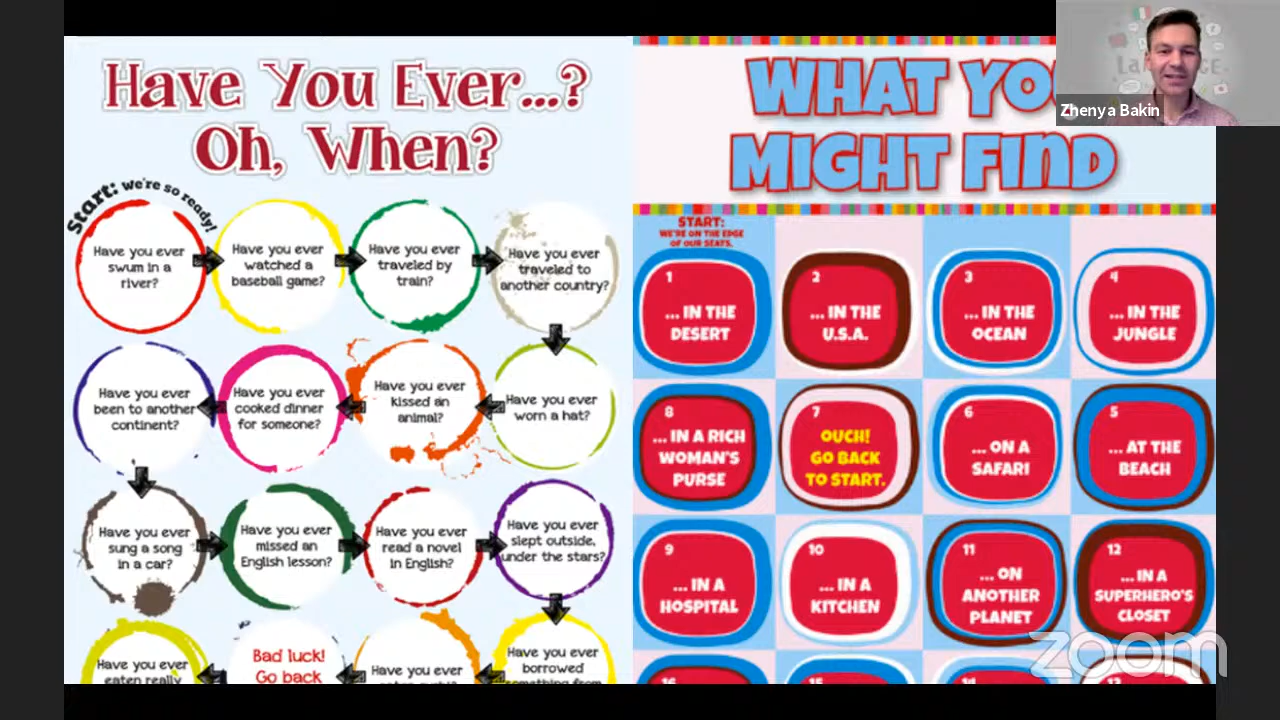 Have You Ever...?
Oh, When?
Start: We're so ready!
Have you ever
swum in a
river?
Have you ever
watched a
baseball game?
Have you ever
traveled by
train?
Have you ever
traveled to
another country?
Have you ever
been to another
continent?
Have you ever
cooked dinner
for someone?
Have you ever
kissed an
animal?
Have you ever
worn a hat?
Have you ever
sung a song
in a car?
Have you ever
missed an
English lesson?
Have you ever
read a novel
in English?
Have you ever
slept outside,
under the stars?
Have you ever
eaten really
Bad luck!
Go back
Have you ever
Have you ever
borrowed
something from
WHAT YO
MIGHT FIND
START:
WE'RE ON THE EDGE
OF OUR SEATS.
1
... IN THE
DESERT
2
... IN THE
U.S.A.
3
... IN THE
OCEAN
4
... IN THE
JUNGLE
8
... IN A RICH
WOMAN'S
PURSE
7
OUCH!
GO BACK
TO START.
6
... ON A
SAFARI
5
... AT THE
BEACH
9
... IN A
HOSPITAL
10
... IN A
KITCHEN
11
... ON
ANOTHER
PLANET
12
... IN A
SUPERHERO'S
CLOSET
16
15
14
13
Zhenya Bakin
zoom